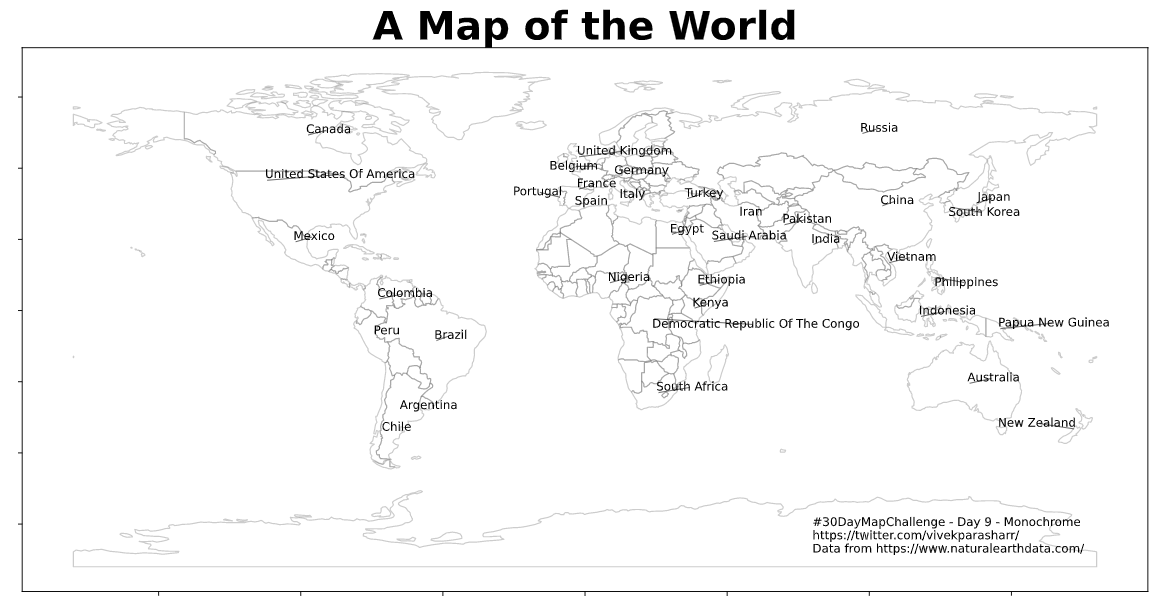 A Map of the World
Canada
Russia
United Kingdom
Belgium
Germany
United States Of America
France
Portugal
Italy
Turkey
Spain
China
Japan
South Korea
Iran
Pakistan
Egypt
Saudi Arabia
India
Mexico
Vietnam
Nigeria
Ethiopia
Philippines
Colombia
Kenya
Indonesia
Democratic Republic Of The Congo
Papua New Guinea
Peru
Brazil
Australia
South Africa
Argentina
New Zealand
Chile
#30DayMapChallenge - Day 9 - Monochrome
https://twitter.com/vivekparasharr/
Data from https://www.naturalearthdata.com/